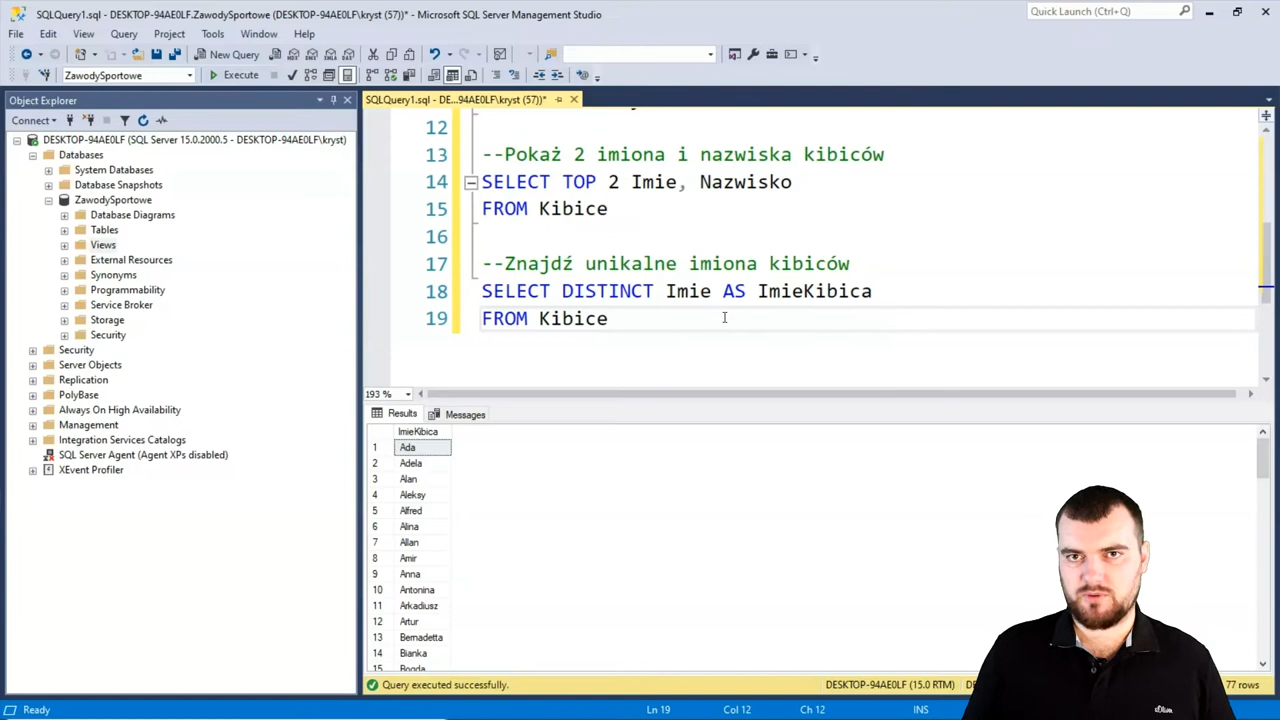 SQLQuery1.sql - DESKTOP-94AE0LF.ZawodySportowe (DESKTOP-94AE0LF\kryst (57))* - Microsoft SQL Server Management Studio
Quick Launch (Ctrl+Q)
File Edit View Query Project Tools Window Help
New Query
ZawodySportowe
Execute
Object Explorer
SQLQuery1.sql - DE...94AE0LF\kryst (57))*
Connect
DESKTOP-94AE0LF (SQL Server 15.0.2000.5 - DESKTOP-94AE0LF\kryst)
Databases
System Databases
Database Snapshots
ZawodySportowe
Database Diagrams
Tables
Views
External Resources
Synonyms
Programmability
Service Broker
Storage
Security
Security
Server Objects
Replication
PolyBase
Always On High Availability
Management
Integration Services Catalogs
SQL Server Agent (Agent XPs disabled)
XEvent Profiler
12
13 --Pokaż 2 imiona i nazwiska kibiców
14 SELECT TOP 2 Imie, Nazwisko
15 FROM Kibice
16
17 --Znajdź unikalne imiona kibiców
18 SELECT DISTINCT Imie AS ImieKibica
19 FROM Kibice
193 %
Results Messages
ImieKibica
1 Ada
2 Adela
3 Alan
4 Aleksy
5 Alfred
6 Alina
7 Allan
8 Amir
9 Anna
10 Antonina
11 Arkadiusz
12 Artur
13 Bernadetta
14 Bianka
15 Bogda
Query executed successfully.
DESKTOP-94AE0LF (15.0 RTM)
77 rows
Ready
Ln 19 Col 12 Ch 12 INS